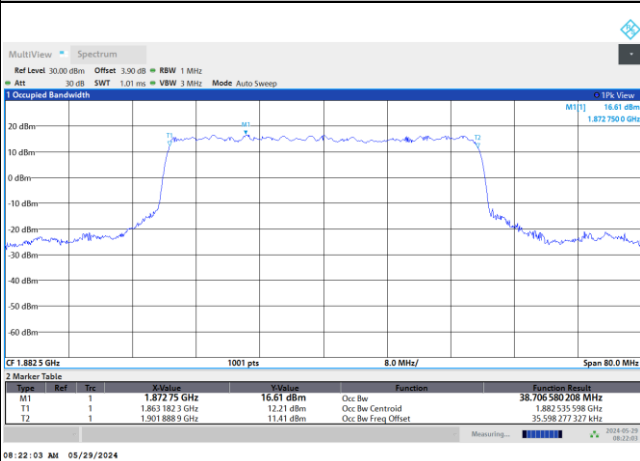 MultiView Spectrum
Ref Level 30.00 dBm Offset 3.90 dB RBW 1 MHz
Att 30 dB SWT 1.01 ms VBW 3 MHz Mode Auto Sweep
1 Occupied Bandwidth 1Pk View
M1[1] 16.61 dBm
1.872 750 0 GHz
20 dBm
M1
T1
T2
10 dBm
0 dBm
-10 dBm
-20 dBm
-30 dBm
-40 dBm
-50 dBm
-60 dBm
CF 1.882 5 GHz 1001 pts 8.0 MHz/ Span 80.0 MHz
2 Marker Table
Type Ref Trc X-Value Y-Value Function Function Result
M1 1 1.872 75 GHz 16.61 dBm Occ Bw 38.706 580 208 MHz
T1 1 1.863 182 3 GHz 12.21 dBm Occ Bw Centroid 1.882 535 598 GHz
T2 1 1.901 888 9 GHz 11.41 dBm Occ Bw Freq Offset 35.598 277 327 kHz
Measuring... 2024-05-29
08:22:03
08:22:03 AM 05/29/2024